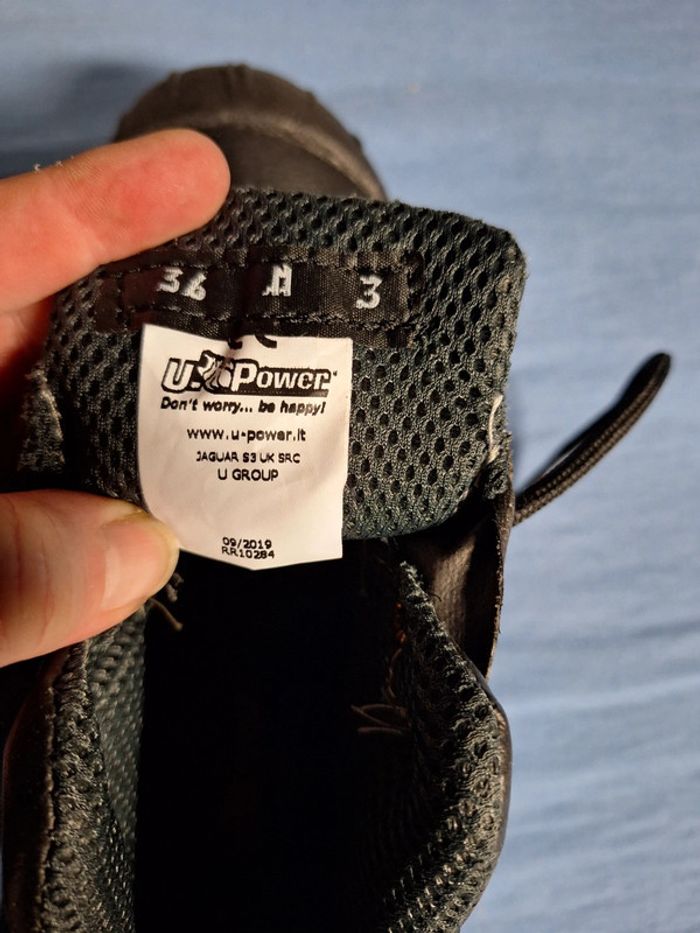 36 N 3
U-Power
Don't worry... be happy!
www.u-power.it
JAGUAR S3 UK SRC
U GROUP
09/2019
RR10284